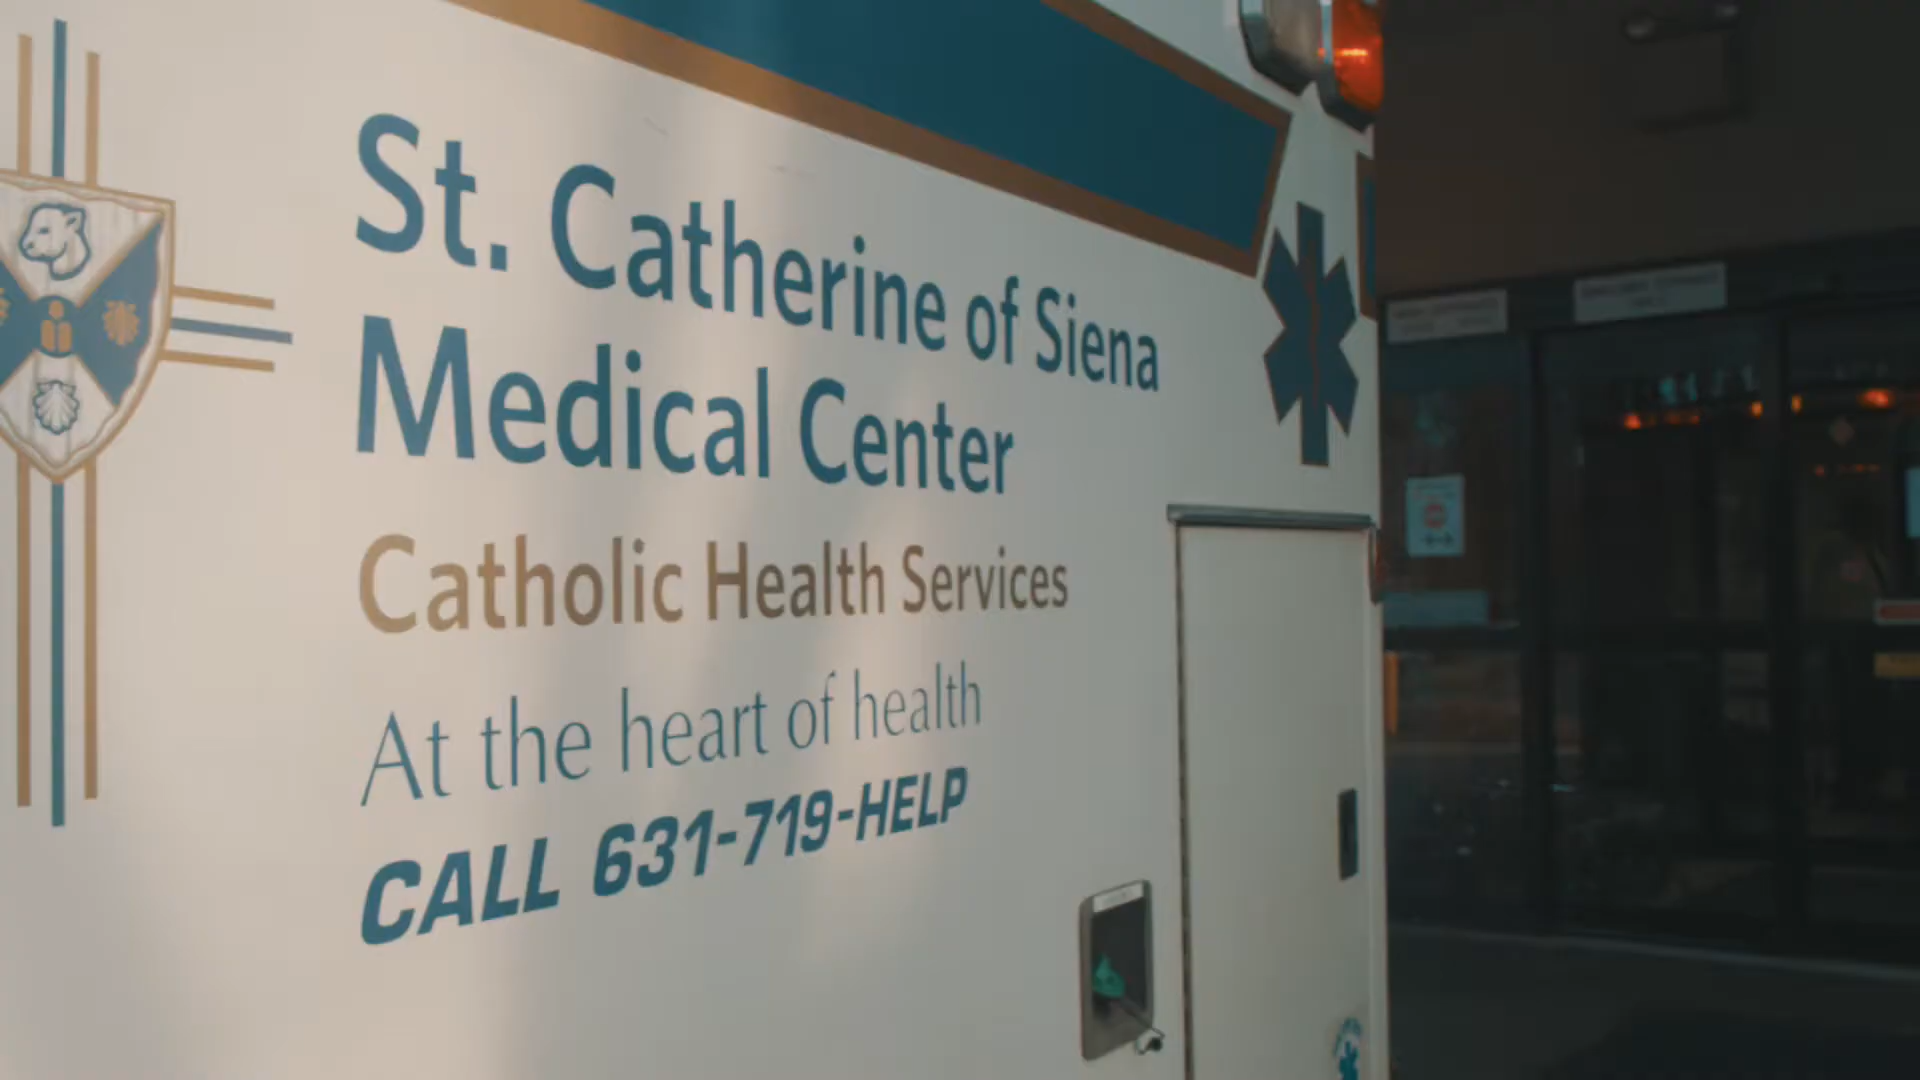 St. Catherine of Siena
Medical Center
Catholic Health Services
At the heart of health
CALL 631-719-HELP